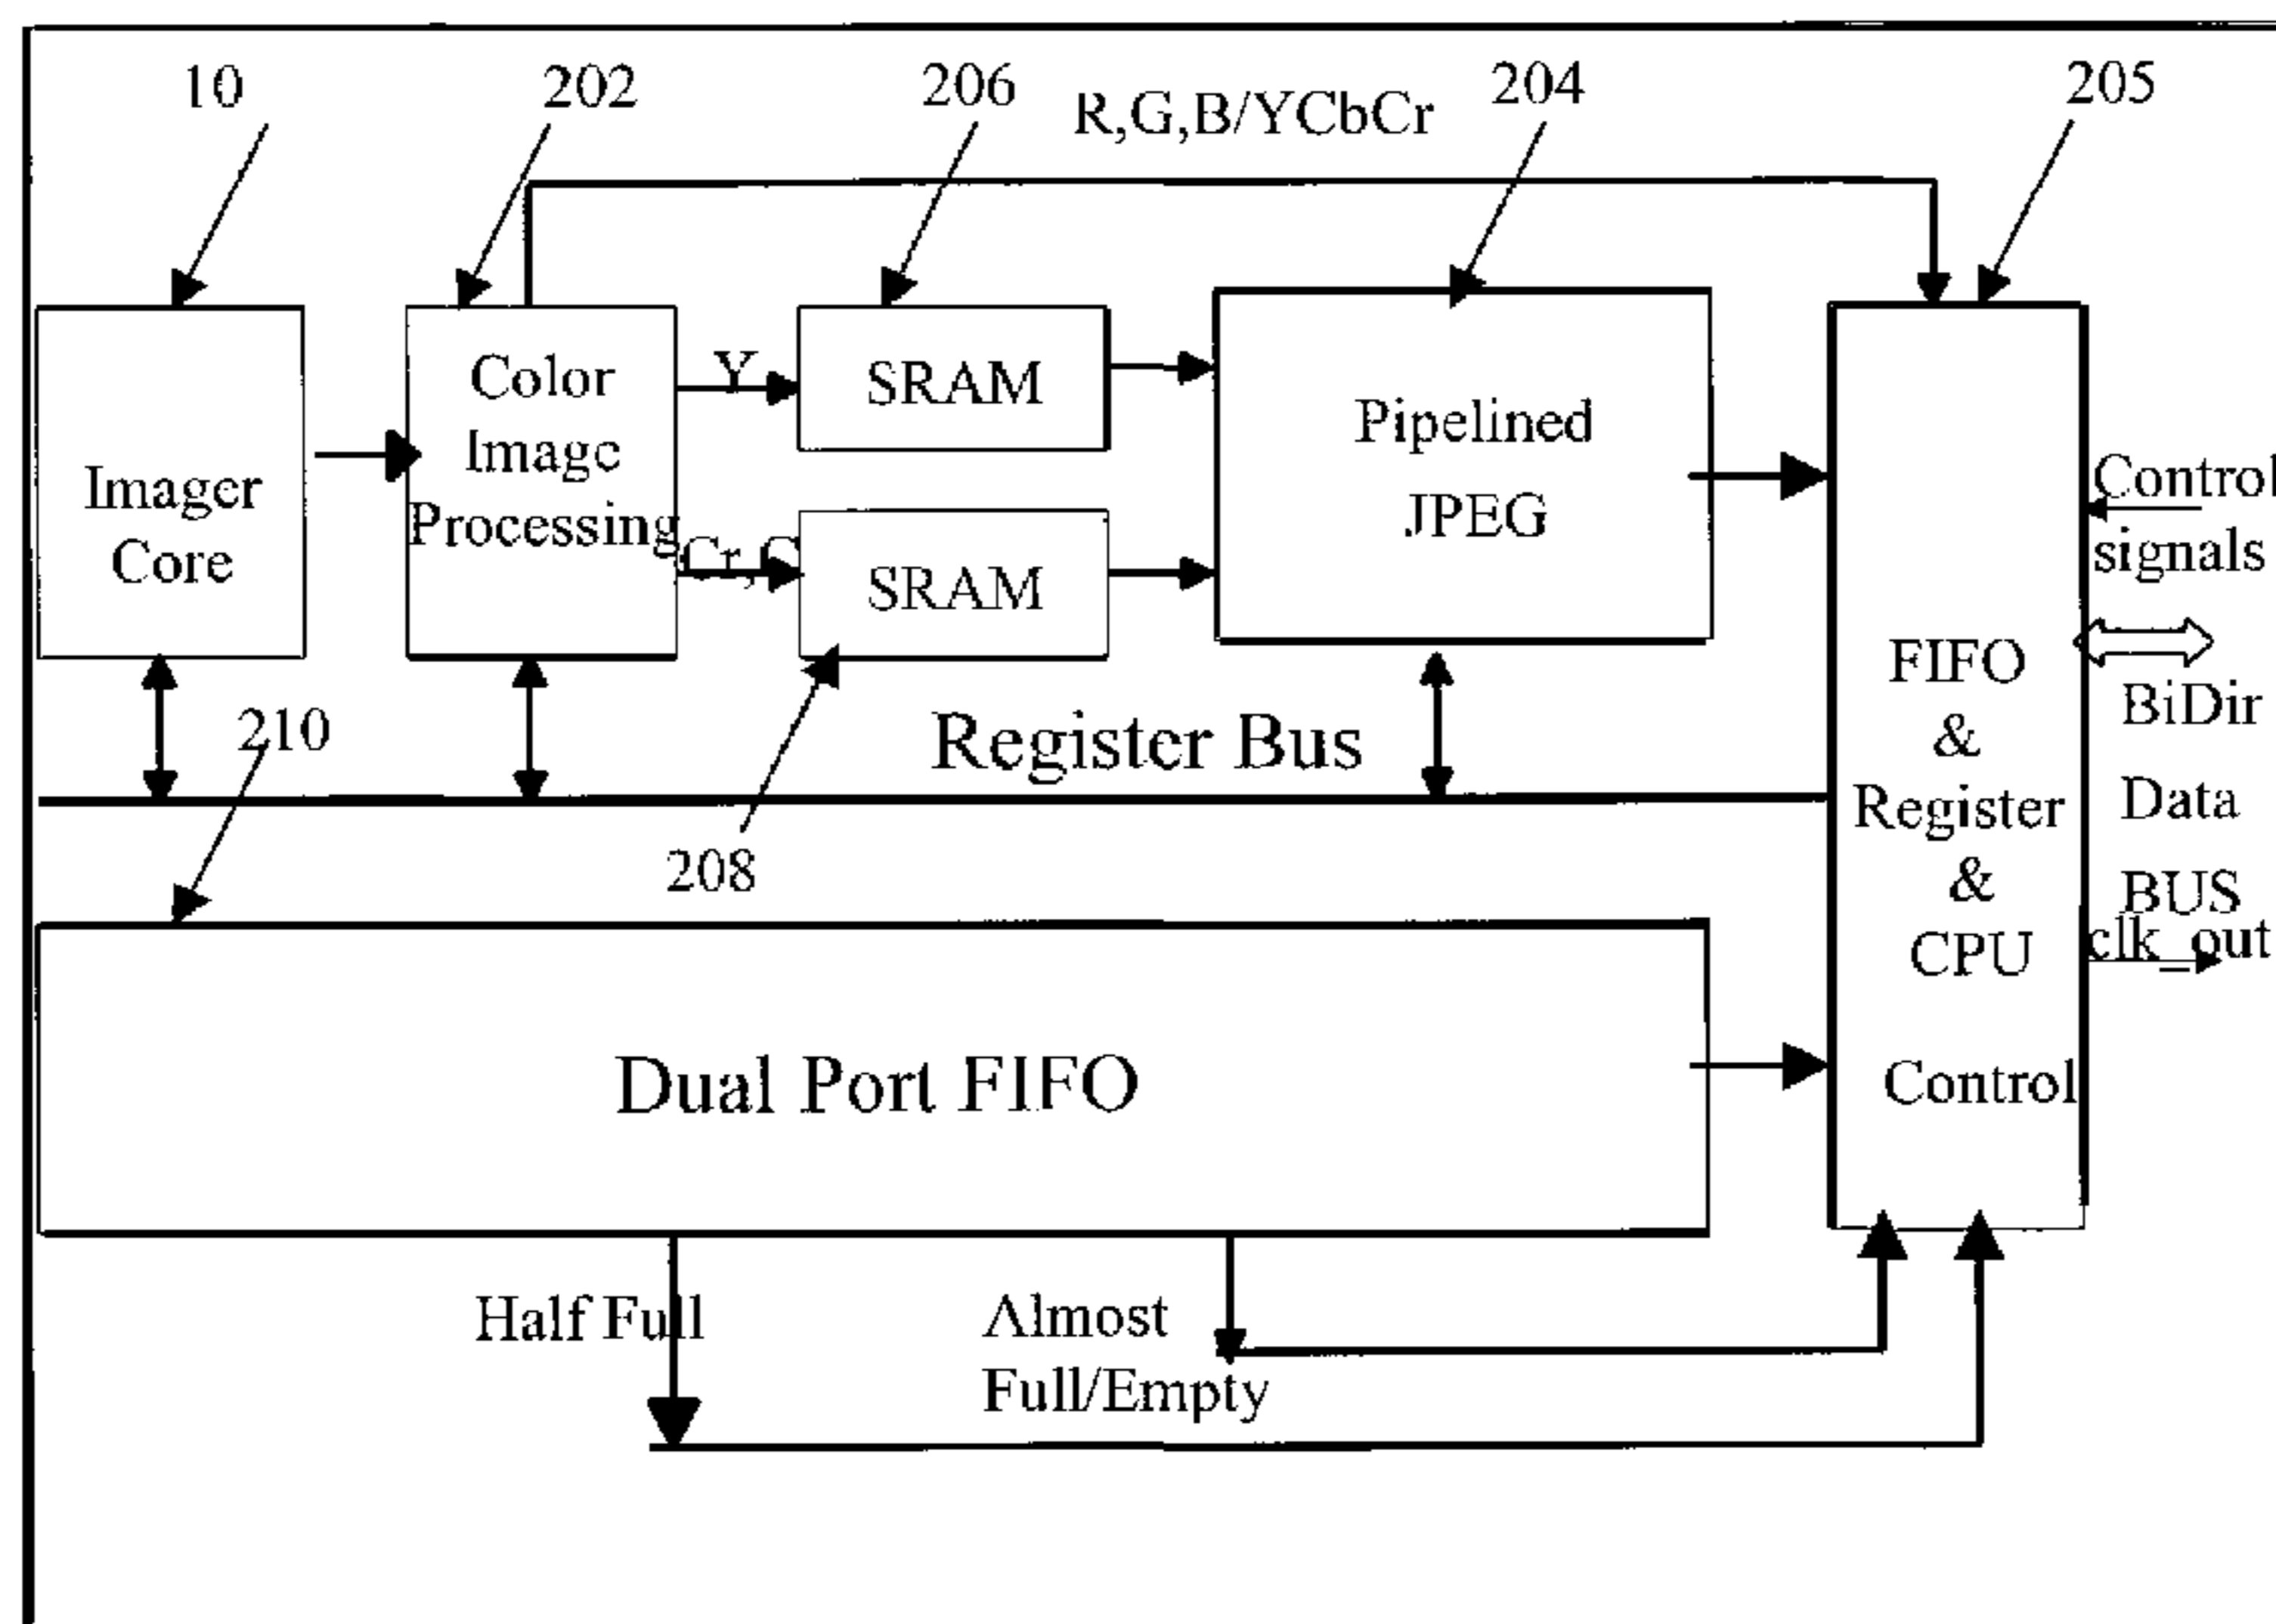 10
202
206
R,G,B/YCbCr
204
205
Imager
Core
Color
Image
Processing
Y
Cr,C
SRAM
SRAM
Pipelined
JPEG
FIFO
&
Register
&
CPU
Control
Control
signals
BiDir
Data
BUS
clk_out
210
Register Bus
208
Dual Port FIFO
Half Full
Almost
Full/Empty